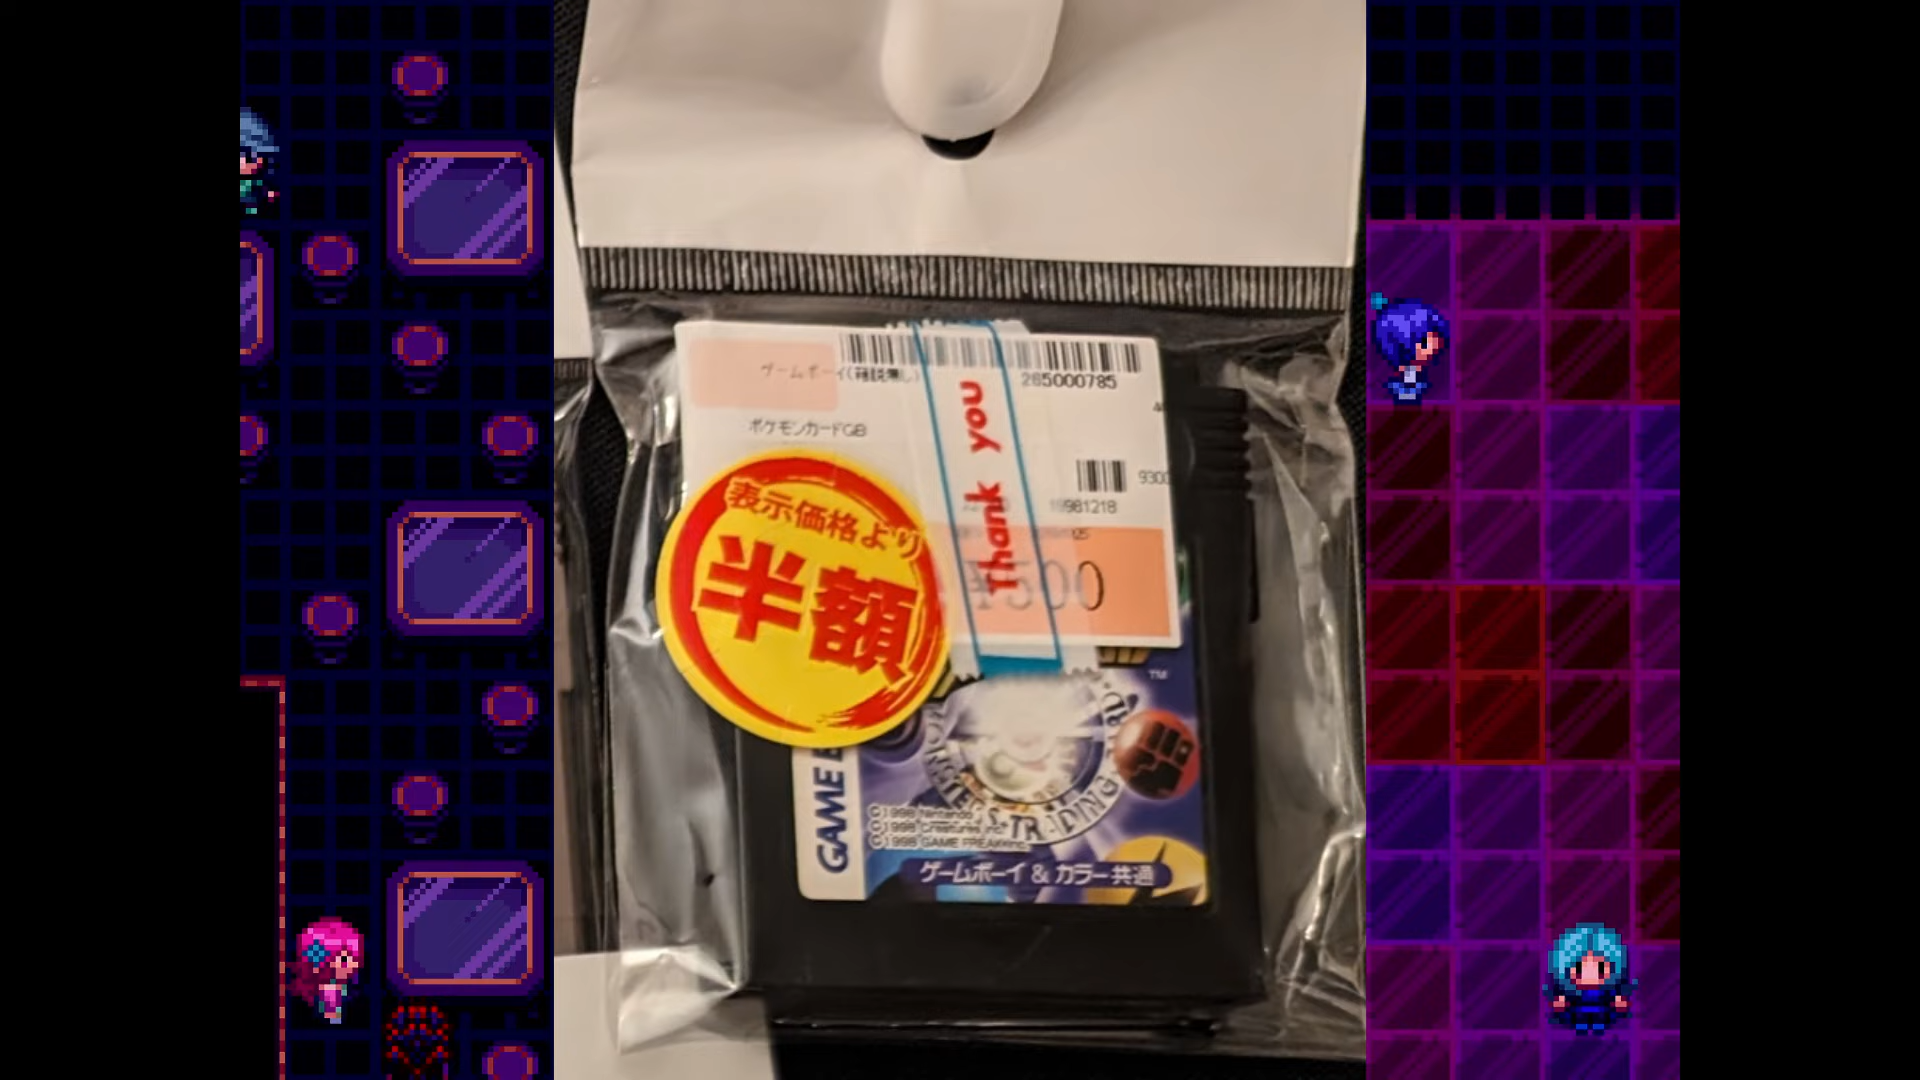 ゲームボーイ(箱説無し)
265000785
ポケモンカードGB
9300
19981218
Thank you
¥500
表示価格より
半額
TM
GAME B
TRADING
©1998 Nintendo
©1998 Creatures inc.
©1998 GAME FREAK inc.
ゲームボーイ & カラー共通